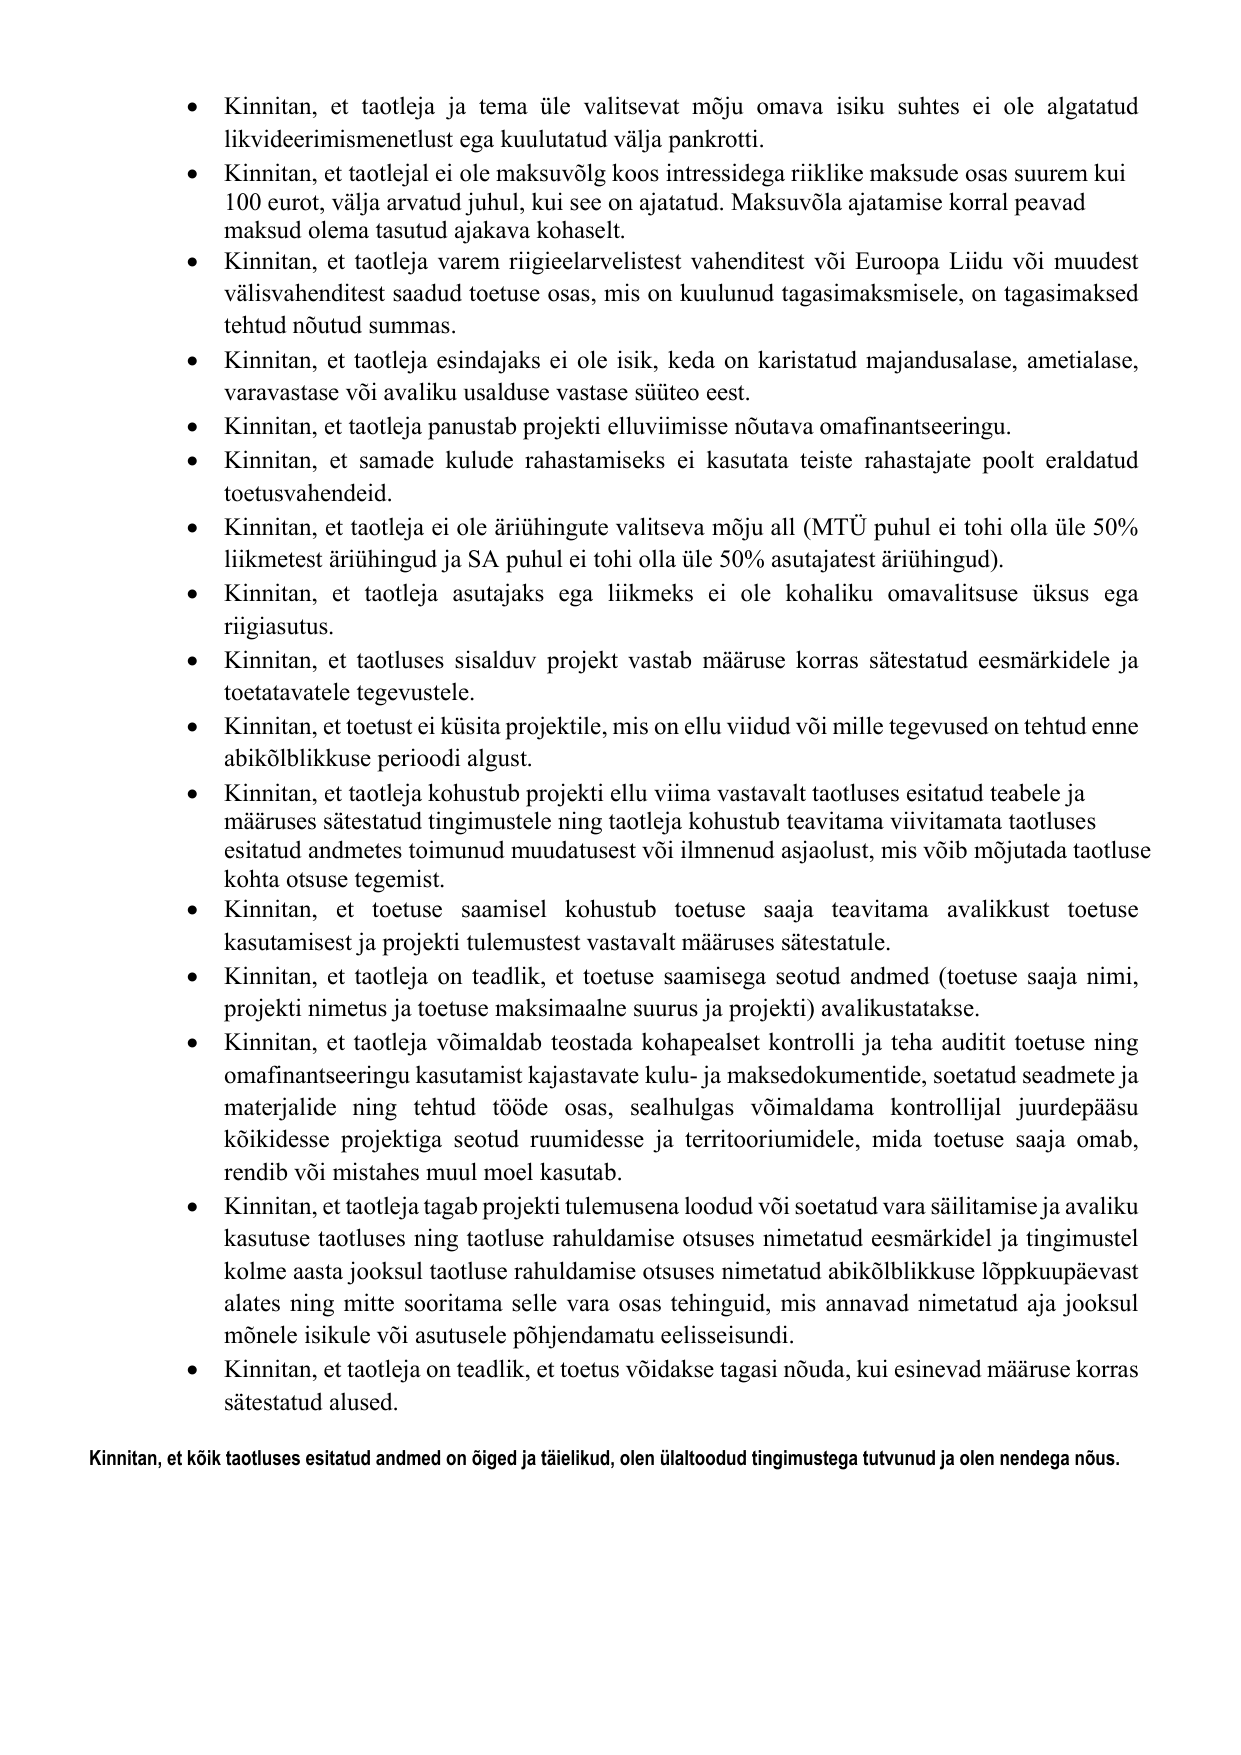 • Kinnitan, et taotleja ja tema üle valitsevat mõju omava isiku suhtes ei ole algatatud
likvideerimismenetlust ega kuulutatud välja pankrotti.
• Kinnitan, et taotlejal ei ole maksuvõlg koos intressidega riiklike maksude osas suurem kui
100 eurot, välja arvatud juhul, kui see on ajatatud. Maksuvõla ajatamise korral peavad
maksud olema tasutud ajakava kohaselt.
• Kinnitan, et taotleja varem riigieelarvelistest vahenditest või Euroopa Liidu või muudest
välisvahenditest saadud toetuse osas, mis on kuulunud tagasimaksmisele, on tagasimaksed
tehtud nõutud summas.
• Kinnitan, et taotleja esindajaks ei ole isik, keda on karistatud majandusalase, ametialase,
varavastase või avaliku usalduse vastase süüteo eest.
• Kinnitan, et taotleja panustab projekti elluviimisse nõutava omafinantseeringu.
• Kinnitan, et samade kulude rahastamiseks ei kasutata teiste rahastajate poolt eraldatud
toetusvahendeid.
• Kinnitan, et taotleja ei ole äriühingute valitseva mõju all (MTÜ puhul ei tohi olla üle 50%
liikmetest äriühingud ja SA puhul ei tohi olla üle 50% asutajatest äriühingud).
• Kinnitan, et taotleja asutajaks ega liikmeks ei ole kohaliku omavalitsuse üksus ega
riigiasutus.
• Kinnitan, et taotluses sisalduv projekt vastab määruse korras sätestatud eesmärkidele ja
toetatavatele tegevustele.
• Kinnitan, et toetust ei küsita projektile, mis on ellu viidud või mille tegevused on tehtud enne
abikõlblikkuse perioodi algust.
• Kinnitan, et taotleja kohustub projekti ellu viima vastavalt taotluses esitatud teabele ja
määruses sätestatud tingimustele ning taotleja kohustub teavitama viivitamata taotluses
esitatud andmetes toimunud muudatusest või ilmnenud asjaolust, mis võib mõjutada taotluse
kohta otsuse tegemist.
• Kinnitan, et toetuse saamisel kohustub toetuse saaja teavitama avalikkust toetuse
kasutamisest ja projekti tulemustest vastavalt määruses sätestatule.
• Kinnitan, et taotleja on teadlik, et toetuse saamisega seotud andmed (toetuse saaja nimi,
projekti nimetus ja toetuse maksimaalne suurus ja projekti) avalikustatakse.
• Kinnitan, et taotleja võimaldab teostada kohapealset kontrolli ja teha auditit toetuse ning
omafinantseeringu kasutamist kajastavate kulu- ja maksedokumentide, soetatud seadmete ja
materjalide ning tehtud tööde osas, sealhulgas võimaldama kontrollijal juurdepääsu
kõikidesse projektiga seotud ruumidesse ja territooriumidele, mida toetuse saaja omab,
rendib või mistahes muul moel kasutab.
• Kinnitan, et taotleja tagab projekti tulemusena loodud või soetatud vara säilitamise ja avaliku
kasutuse taotluses ning taotluse rahuldamise otsuses nimetatud eesmärkidel ja tingimustel
kolme aasta jooksul taotluse rahuldamise otsuses nimetatud abikõlblikkuse lõppkuupäevast
alates ning mitte sooritama selle vara osas tehinguid, mis annavad nimetatud aja jooksul
mõnele isikule või asutusele põhjendamatu eelisseisundi.
• Kinnitan, et taotleja on teadlik, et toetus võidakse tagasi nõuda, kui esinevad määruse korras
sätestatud alused.
Kinnitan, et kõik taotluses esitatud andmed on õiged ja täielikud, olen ülaltoodud tingimustega tutvunud ja olen nendega nõus.